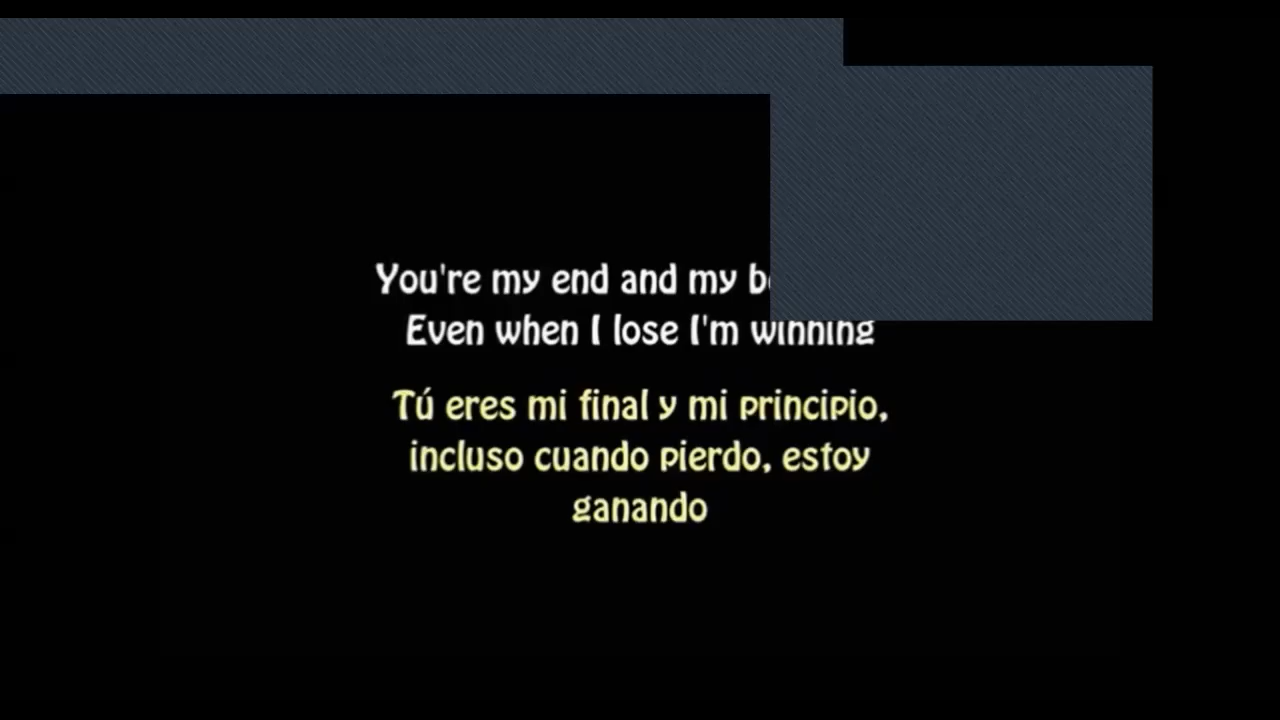 You're my end and my
Even when I lose I'm winning
Tú eres mi final y mi principio,
incluso cuando pierdo, estoy
ganando